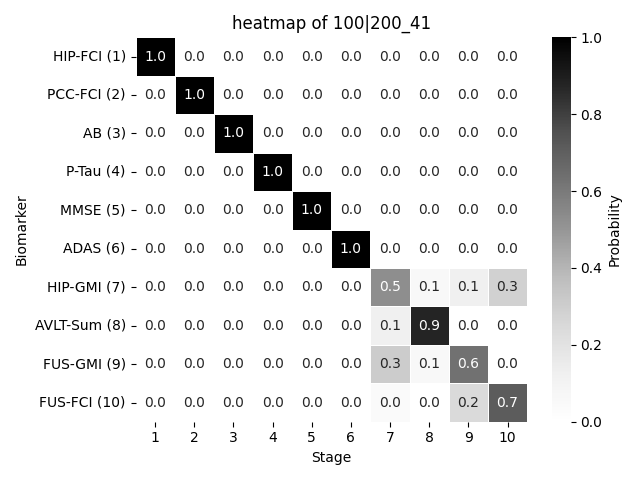 heatmap of 100|200_41
HIP-FCI (1) 1.0 0.0 0.0 0.0 0.0 0.0 0.0 0.0 0.0 0.0
PCC-FCI (2) 0.0 1.0 0.0 0.0 0.0 0.0 0.0 0.0 0.0 0.0
AB (3) 0.0 0.0 1.0 0.0 0.0 0.0 0.0 0.0 0.0 0.0
P-Tau (4) 0.0 0.0 0.0 1.0 0.0 0.0 0.0 0.0 0.0 0.0
MMSE (5) 0.0 0.0 0.0 0.0 1.0 0.0 0.0 0.0 0.0 0.0
ADAS (6) 0.0 0.0 0.0 0.0 0.0 1.0 0.0 0.0 0.0 0.0
HIP-GMI (7) 0.0 0.0 0.0 0.0 0.0 0.0 0.5 0.1 0.1 0.3
AVLT-Sum (8) 0.0 0.0 0.0 0.0 0.0 0.0 0.1 0.9 0.0 0.0
FUS-GMI (9) 0.0 0.0 0.0 0.0 0.0 0.0 0.3 0.1 0.6 0.0
FUS-FCI (10) 0.0 0.0 0.0 0.0 0.0 0.0 0.0 0.0 0.2 0.7
1 2 3 4 5 6 7 8 9 10
Stage
Biomarker
1.0
0.8
0.6
0.4
0.2
0.0
Probability